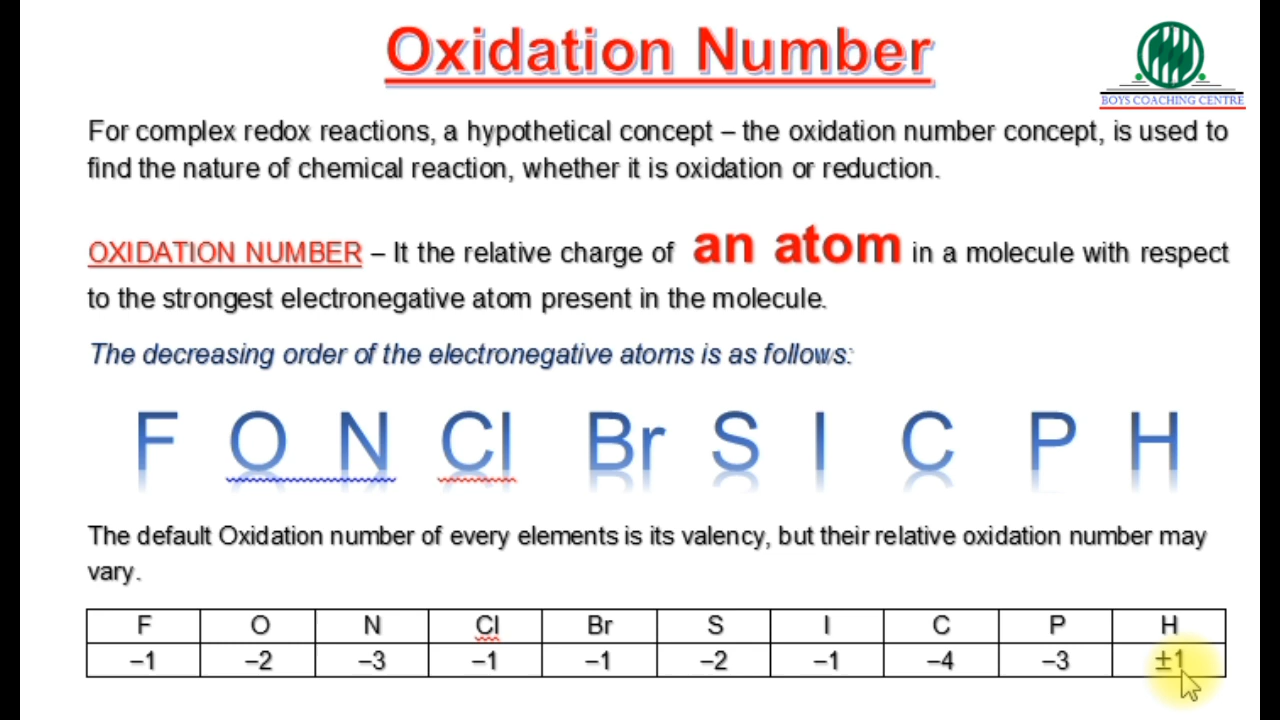 Oxidation Number
BOYS COACHING CENTRE
For complex redox reactions, a hypothetical concept – the oxidation number concept, is used to
find the nature of chemical reaction, whether it is oxidation or reduction.
OXIDATION NUMBER – It the relative charge of an atom in a molecule with respect
to the strongest electronegative atom present in the molecule.
The decreasing order of the electronegative atoms is as follows:
F O N Cl Br S I C P H
The default Oxidation number of every elements is its valency, but their relative oxidation number may
vary.
F O N Cl Br S I C P H
–1 –2 –3 –1 –1 –2 –1 –4 –3 ±1